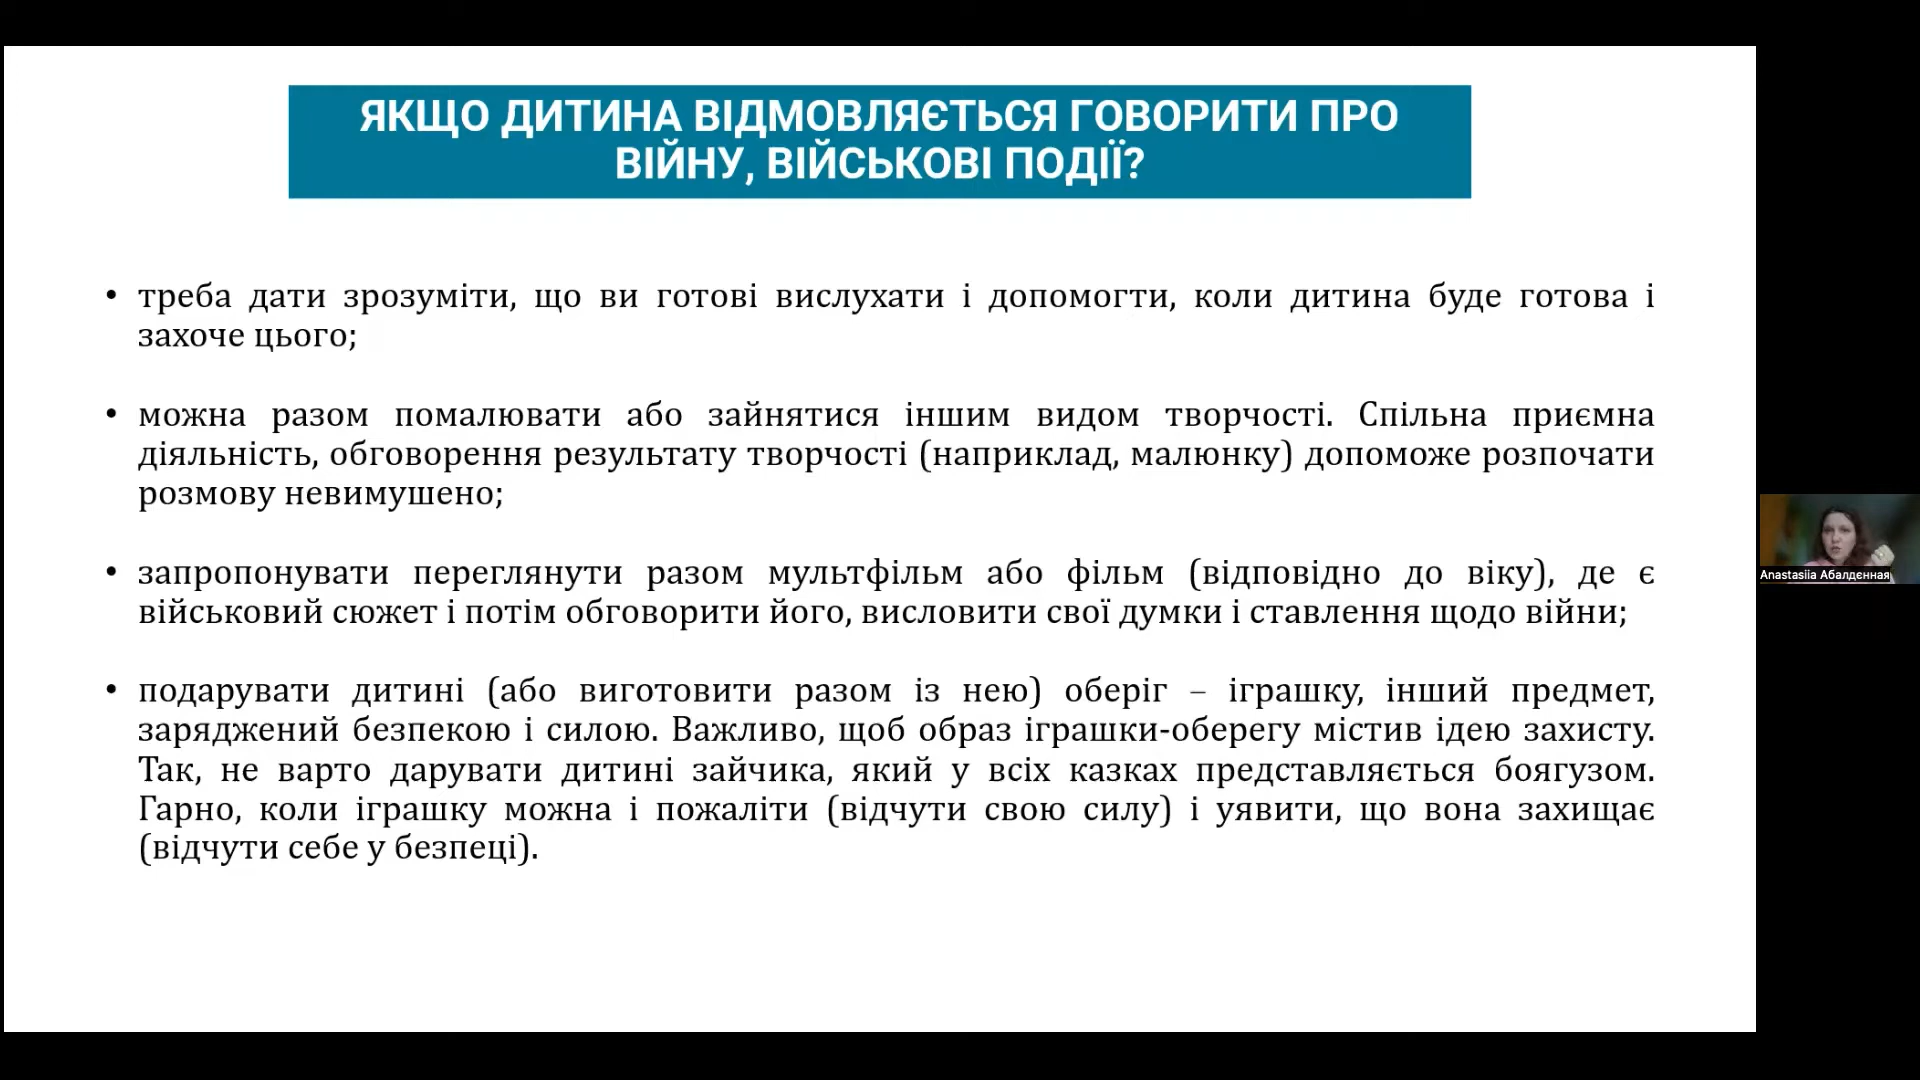 ЯКЩО ДИТИНА ВІДМОВЛЯЄТЬСЯ ГОВОРИТИ ПРО
ВІЙНУ, ВІЙСЬКОВІ ПОДІЇ?
• треба дати зрозуміти, що ви готові вислухати і допомогти, коли дитина буде готова і
захоче цього;
• можна разом помалювати або зайнятися іншим видом творчості. Спільна приємна
діяльність, обговорення результату творчості (наприклад, малюнку) допоможе розпочати
розмову невимушено;
• запропонувати переглянути разом мультфільм або фільм (відповідно до віку), де є
військовий сюжет і потім обговорити його, висловити свої думки і ставлення щодо війни;
• подарувати дитині (або виготовити разом із нею) оберіг – іграшку, інший предмет,
заряджений безпекою і силою. Важливо, щоб образ іграшки-оберегу містив ідею захисту.
Так, не варто дарувати дитині зайчика, який у всіх казках представляється боягузом.
Гарно, коли іграшку можна і пожаліти (відчути свою силу) і уявити, що вона захищає
(відчути себе у безпеці).
Anastasiia Абалдєнная